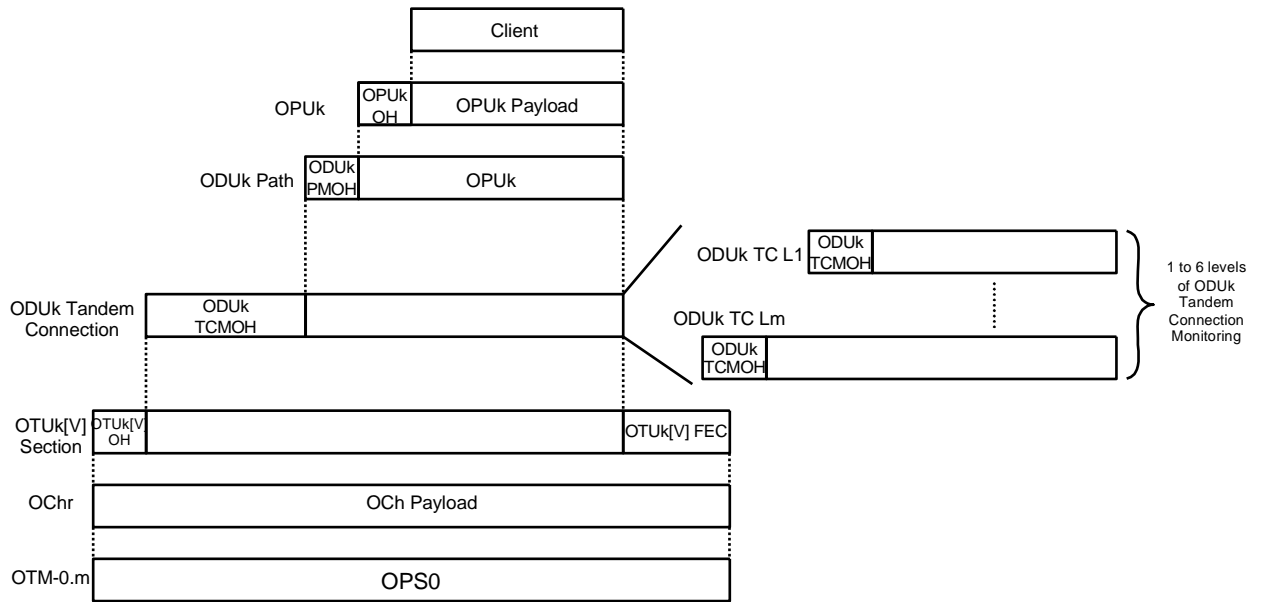 Client
OPUk
OPUk
OH
OPUk Payload
ODUk Path
ODUk
PMOH
OPUk
ODUk TC L1
ODUk
TCMOH
1 to 6 levels
of ODUk
Tandem
Connection
Monitoring
ODUk Tandem
Connection
ODUk
TCMOH
ODUk TC Lm
ODUk
TCMOH
OTUk[V]
Section
OTUk[V]
OH
OTUk[V] FEC
OChr
OCh Payload
OTM-0.m
OPS0